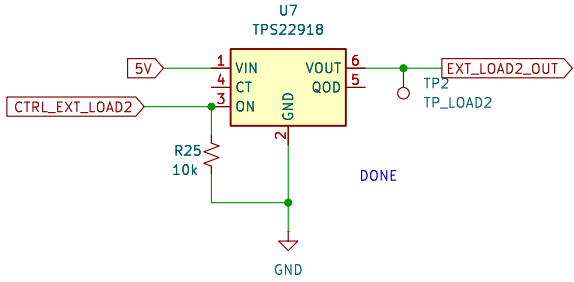 U7
TPS22918
5V
1
VIN
VOUT
6
EXT_LOAD2_OUT
4
CT
QOD
5
TP2
TP_LOAD2
CTRL_EXT_LOAD2
3
ON
GND
2
R25
10k
DONE
GND